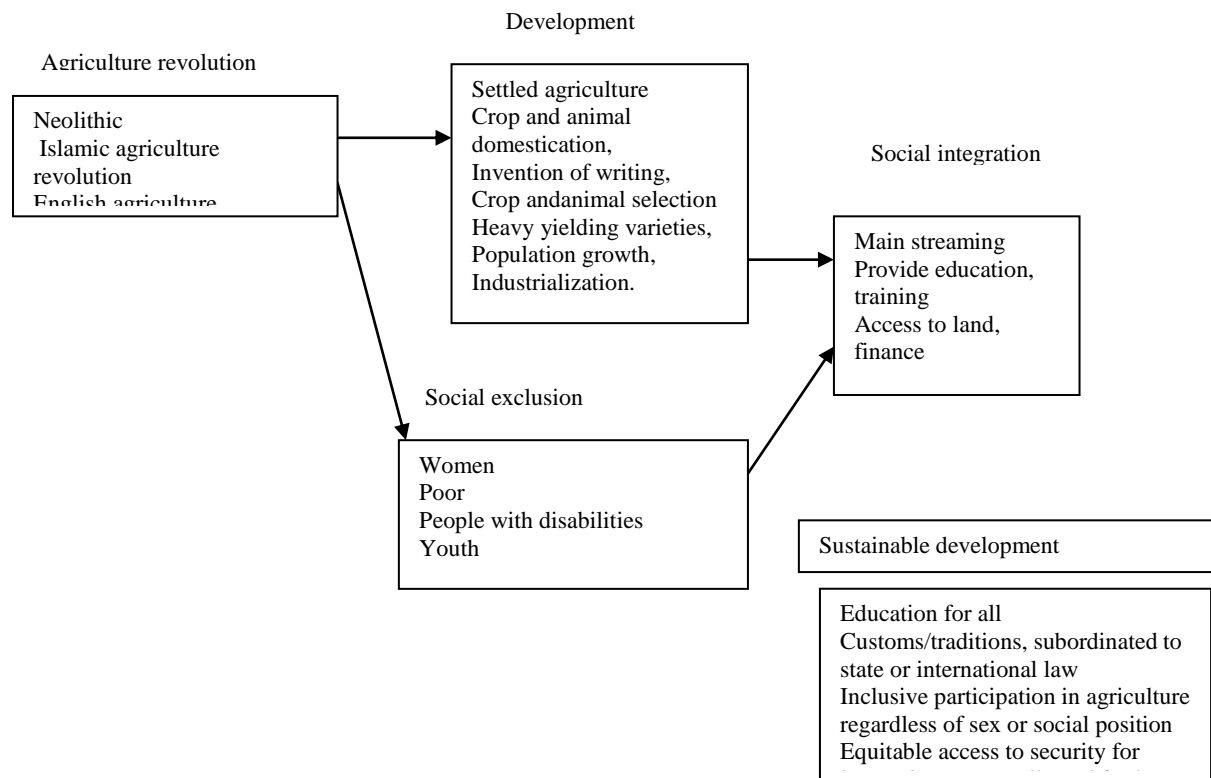 Development
Agriculture revolution
Neolithic
Islamic agriculture
revolution
English agriculture
Settled agriculture
Crop and animal
domestication,
Invention of writing,
Crop andanimal selection
Heavy yielding varieties,
Population growth,
Industrialization.
Social integration
Main streaming
Provide education,
training
Access to land,
finance
Social exclusion
Women
Poor
People with disabilities
Youth
Sustainable development
Education for all
Customs/traditions, subordinated to
state or international law
Inclusive participation in agriculture
regardless of sex or social position
Equitable access to security for